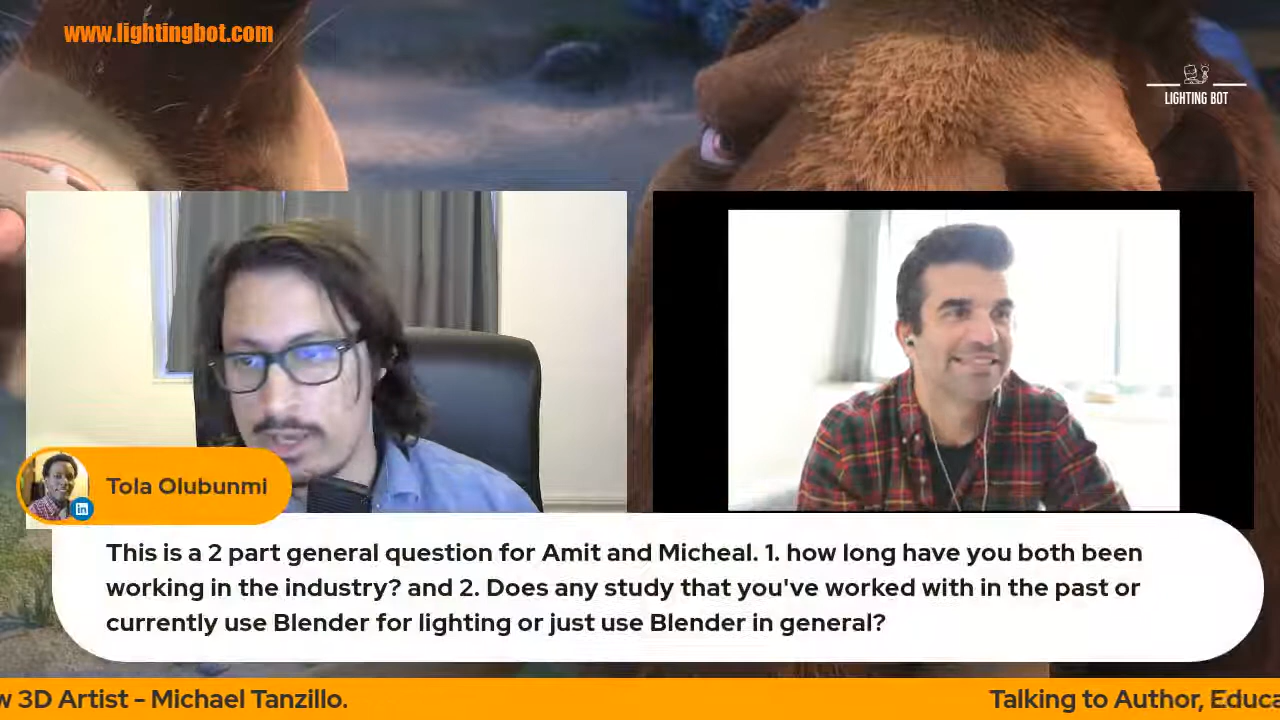 www.lightingbot.com
LIGHTING BOT
Tola Olubunmi
in
This is a 2 part general question for Amit and Micheal. 1. how long have you both been
working in the industry? and 2. Does any study that you've worked with in the past or
currently use Blender for lighting or just use Blender in general?
w 3D Artist - Michael Tanzillo.
Talking to Author, Educa